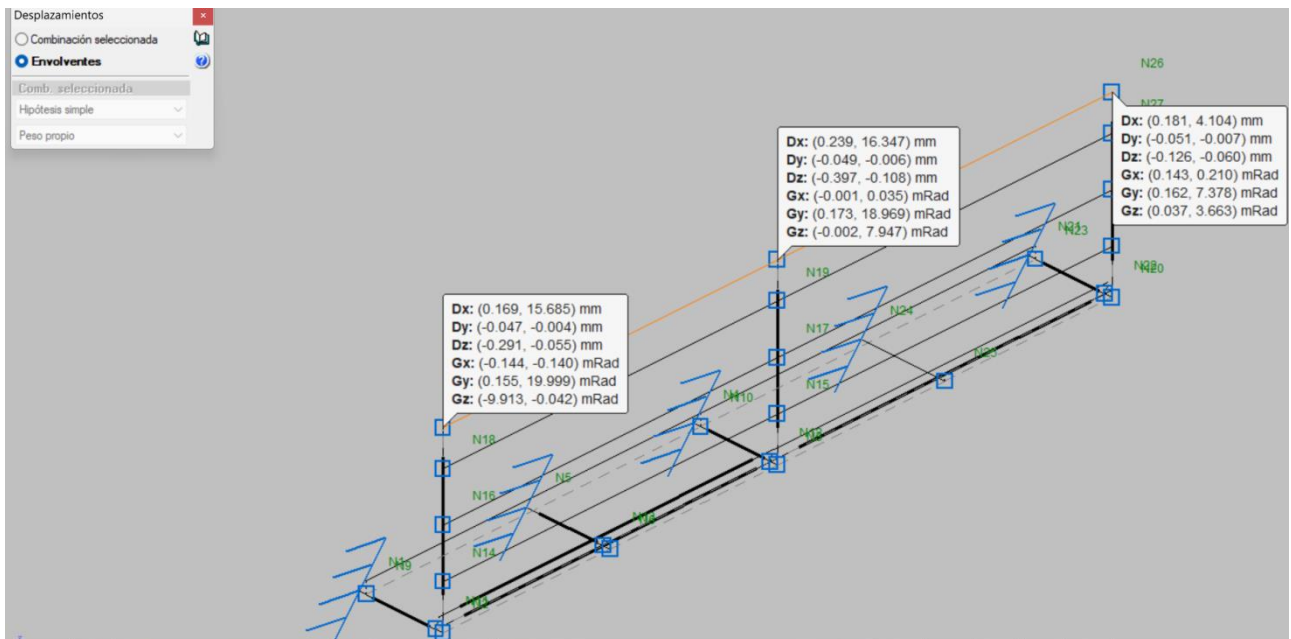 Desplazamientos
Combinación seleccionada
Envolventes
Comb. seleccionada
Hipótesis simple
Peso propio
N26
N27
Dx: (0.181, 4.104) mm
Dy: (-0.051, -0.007) mm
Dz: (-0.126, -0.060) mm
Gx: (0.143, 0.210) mRad
Gy: (0.162, 7.378) mRad
Gz: (0.037, 3.663) mRad
Dx: (0.239, 16.347) mm
Dy: (-0.049, -0.006) mm
Dz: (-0.397, -0.108) mm
Gx: (-0.001, 0.035) mRad
Gy: (0.173, 18.969) mRad
Gz: (-0.002, 7.947) mRad
N23
N20
N19
Dx: (0.169, 15.685) mm
Dy: (-0.047, -0.004) mm
Dz: (-0.291, -0.055) mm
Gx: (-0.144, -0.140) mRad
Gy: (0.155, 19.999) mRad
Gz: (-9.913, -0.042) mRad
N24
N17
N15
N10
N18
N5
N16
N14
N9